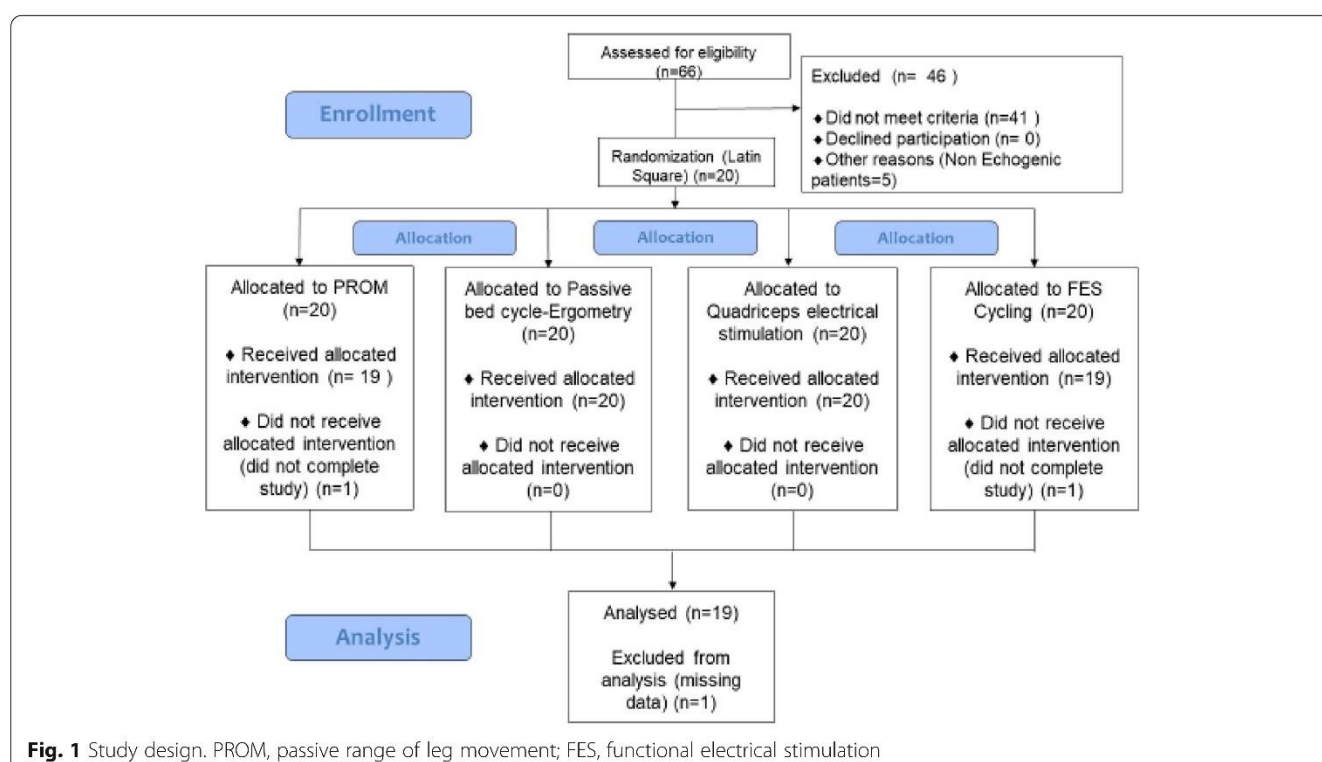 Assessed for eligibility
(n=66)
Excluded (n= 46 )
♦ Did not meet criteria (n=41 )
♦ Declined participation (n= 0)
♦ Other reasons (Non Echogenic
patients=5)
Enrollment
Randomization (Latin
Square) (n=20)
Allocation
Allocation
Allocation
Allocated to PROM
(n=20)
♦ Received allocated
intervention (n= 19 )
♦ Did not receive
allocated intervention
(did not complete
study) (n=1)
Allocated to Passive
bed cycle-Ergometry
(n=20)
♦ Received allocated
intervention (n=20)
♦ Did not receive
allocated intervention
(n=0)
Allocated to
Quadriceps electrical
stimulation (n=20)
♦ Received allocated
intervention (n=20)
♦ Did not receive
allocated intervention
(n=0)
Allocated to FES
Cycling (n=20)
♦ Received allocated
intervention (n=19)
♦ Did not receive
allocated intervention
(did not complete
study) (n=1)
Analysis
Analysed (n=19)
Excluded from
analysis (missing
data) (n=1)
Fig. 1 Study design. PROM, passive range of leg movement; FES, functional electrical stimulation